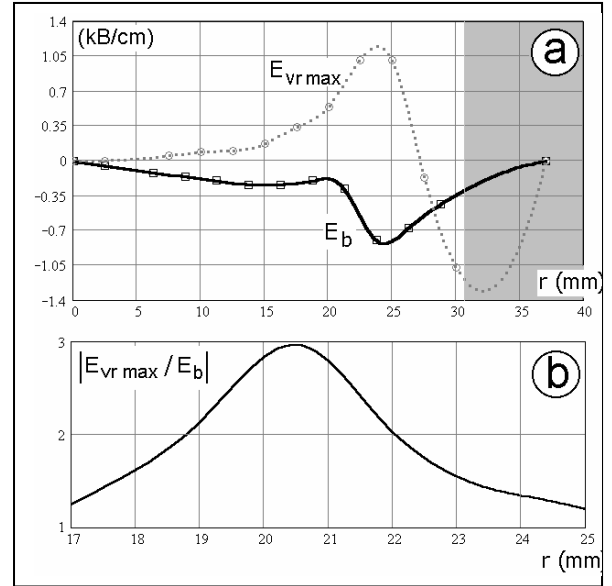 1.4
(kB/cm)
a
1.05
E_vr max
0.7
0.35
0
−0.35
E_b
−0.7
−1.05
r (mm)
−1.4
0 5 10 15 20 25 30 35 40
3
|E_vr max / E_b|
b
2
1
17 18 19 20 21 22 23 24 25
r (mm)